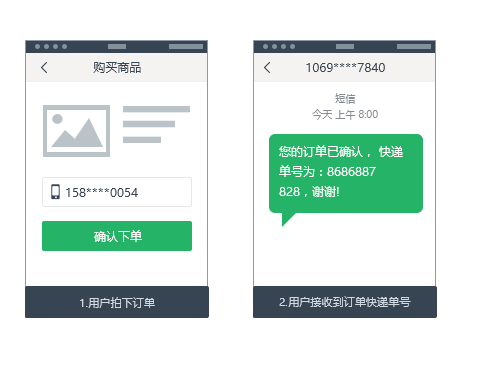 购买商品
158****0054
确认下单
1.用户拍下订单
1069****7840
短信
今天 上午 8:00
您的订单已确认， 快递
单号为：8686887
828，谢谢!
2.用户接收到订单快递单号